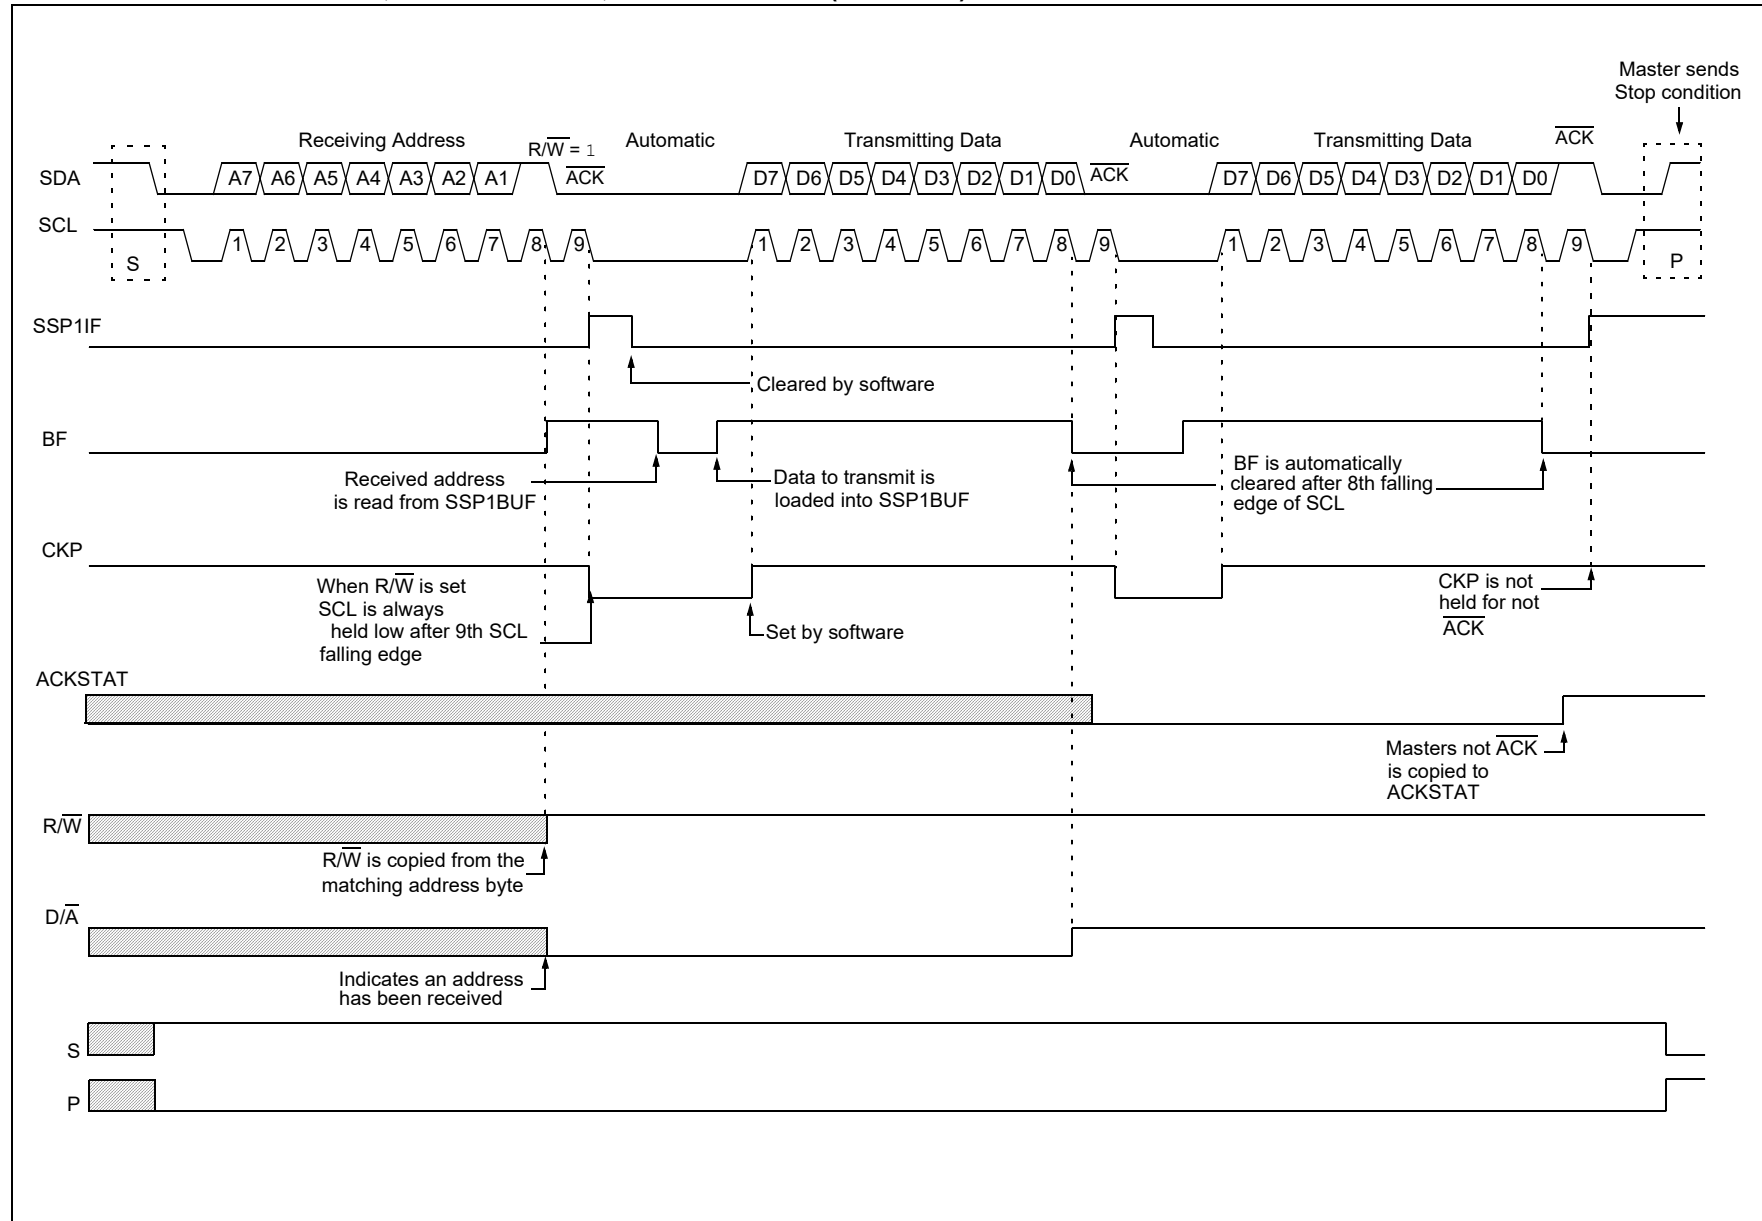 Master sends
Stop condition
Receiving Address
R/W̅ = 1
Automatic
Transmitting Data
Automatic
Transmitting Data
A̅C̅K̅
SDA
A7 A6 A5 A4 A3 A2 A1
A̅C̅K̅
D7 D6 D5 D4 D3 D2 D1 D0
A̅C̅K̅
D7 D6 D5 D4 D3 D2 D1 D0
SCL
1 2 3 4 5 6 7 8 9
1 2 3 4 5 6 7 8 9
1 2 3 4 5 6 7 8 9
S
P
SSP1IF
Cleared by software
BF
Received address
is read from SSP1BUF
Data to transmit is
loaded into SSP1BUF
BF is automatically
cleared after 8th falling
edge of SCL
CKP
When R/W̅ is set
SCL is always
held low after 9th SCL
falling edge
Set by software
CKP is not
held for not
A̅C̅K̅
ACKSTAT
Masters not A̅C̅K̅
is copied to
ACKSTAT
R/W̅
R/W̅ is copied from the
matching address byte
D/A̅
Indicates an address
has been received
S
P